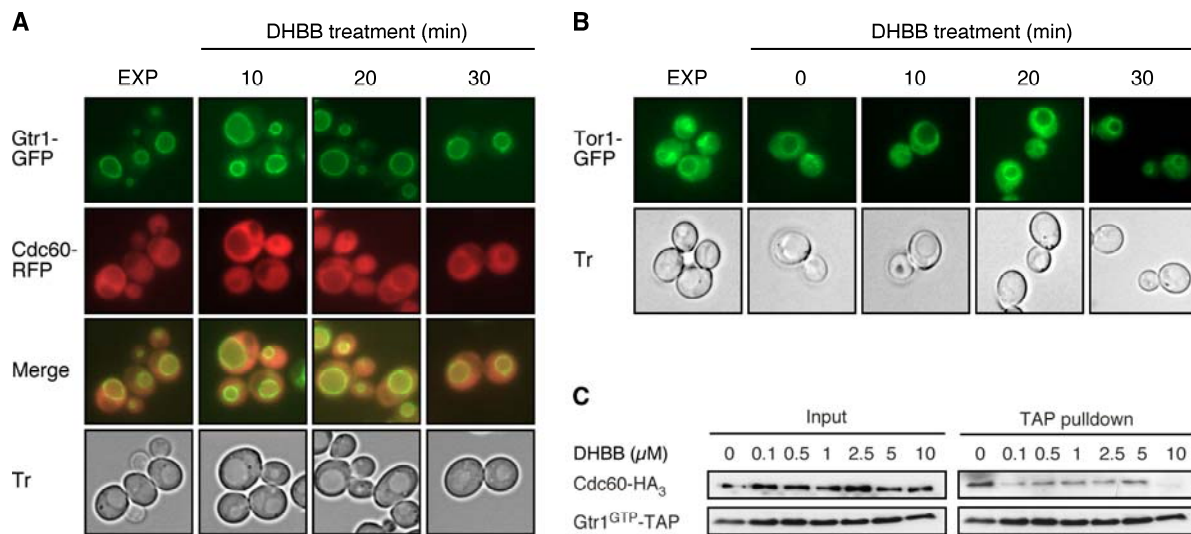 A
DHBB treatment (min)
EXP 10 20 30
Gtr1-
GFP
Cdc60-
RFP
Merge
Tr
B
DHBB treatment (min)
EXP 0 10 20 30
Tor1-
GFP
Tr
C
Input TAP pulldown
DHBB (µM) 0 0.1 0.5 1 2.5 5 10 0 0.1 0.5 1 2.5 5 10
Cdc60-HA3
Gtr1GTP-TAP